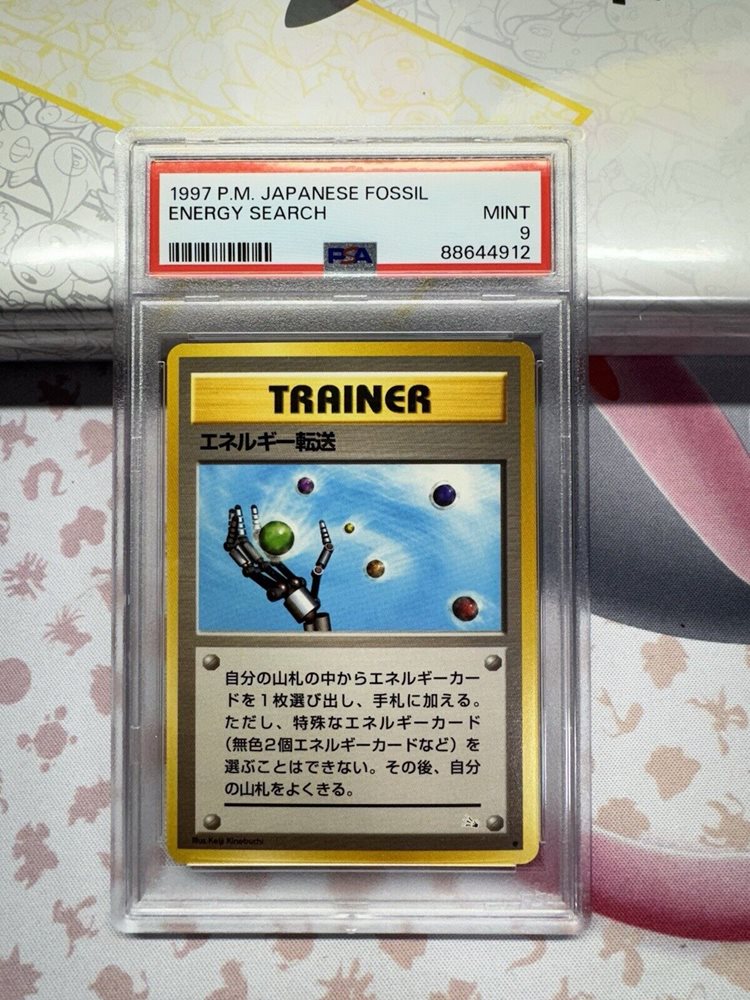 1997 P.M. JAPANESE FOSSIL
ENERGY SEARCH MINT
9
PSA 88644912
TRAINER
エネルギー転送
自分の山札の中からエネルギーカー
ドを1枚選び出し、手札に加える。
ただし、特殊なエネルギーカード
(無色2個エネルギーカードなど)を
選ぶことはできない。その後、自分
の山札をよくきる。
Illus. Keiji Kinebuchi